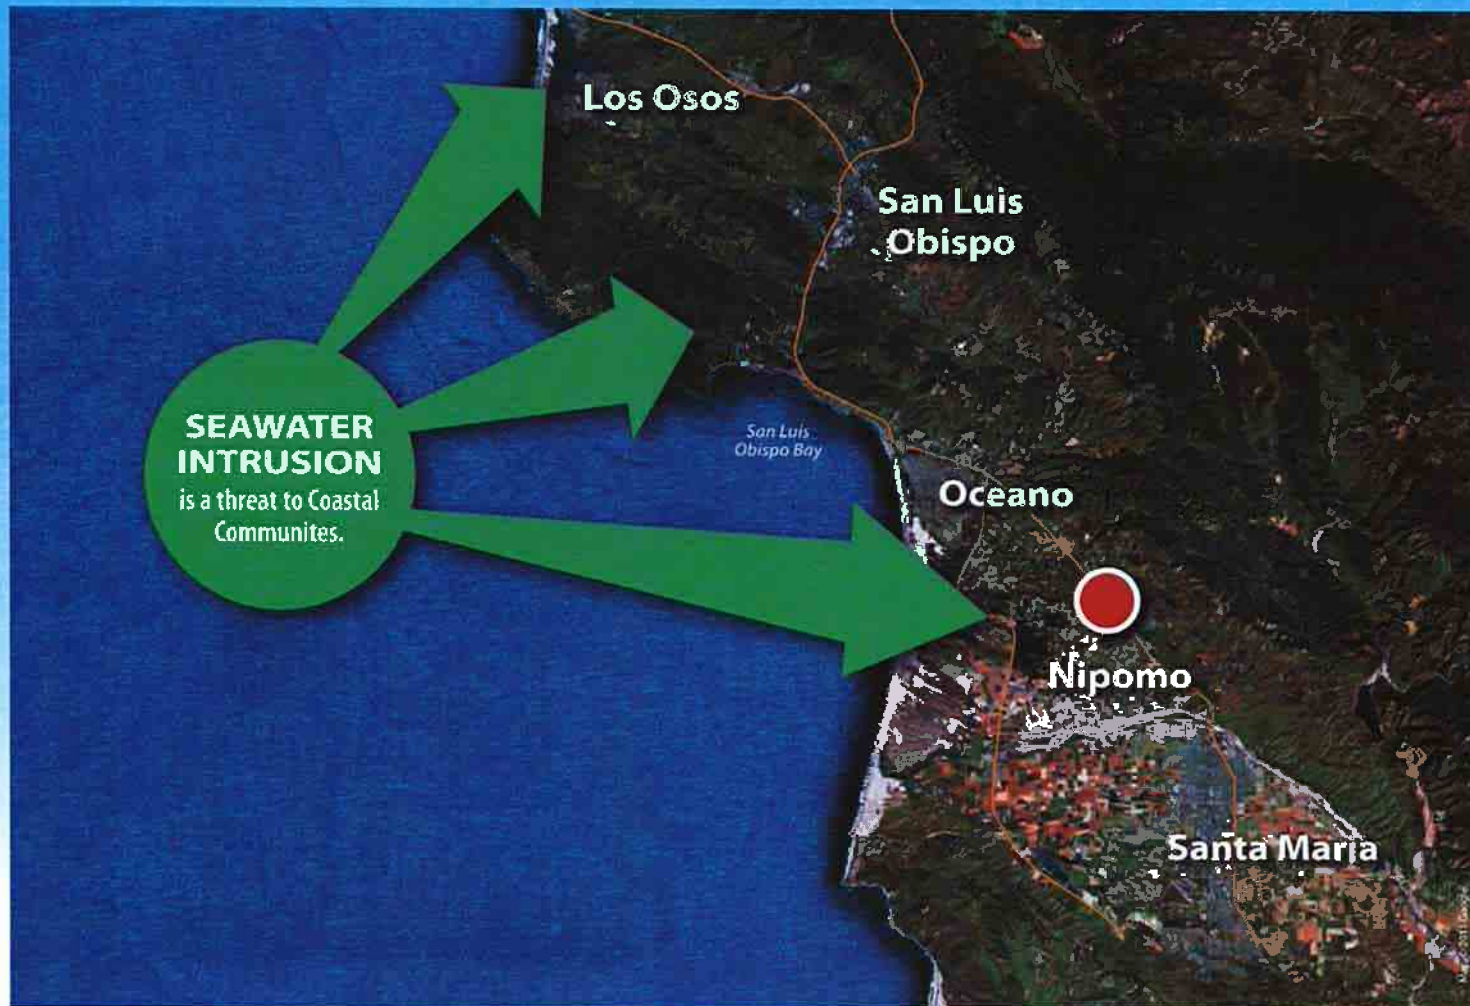 Los Osos
San Luis
Obispo
SEAWATER
INTRUSION
is a threat to Coastal
Communites.
San Luis
Obispo Bay
Oceano
Nipomo
Santa Maria